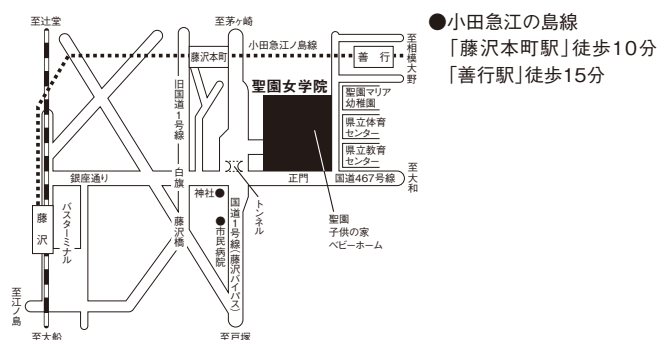 至辻堂
至茅ヶ崎
小田急江ノ島線
藤沢本町
善行
至相模大野
旧国道1号線
聖園女学院
聖園マリア
幼稚園
県立体育
センター
県立教育
センター
銀座通り
白旗
正門
国道467号線
至大和
神社
トンネル
藤沢
バスターミナル
藤沢橋
市民病院
国道1号線(藤沢バイパス)
聖園
子供の家
ベビーホーム
至江ノ島
至大船
至戸塚
●小田急江の島線
「藤沢本町駅」徒歩10分
「善行駅」徒歩15分